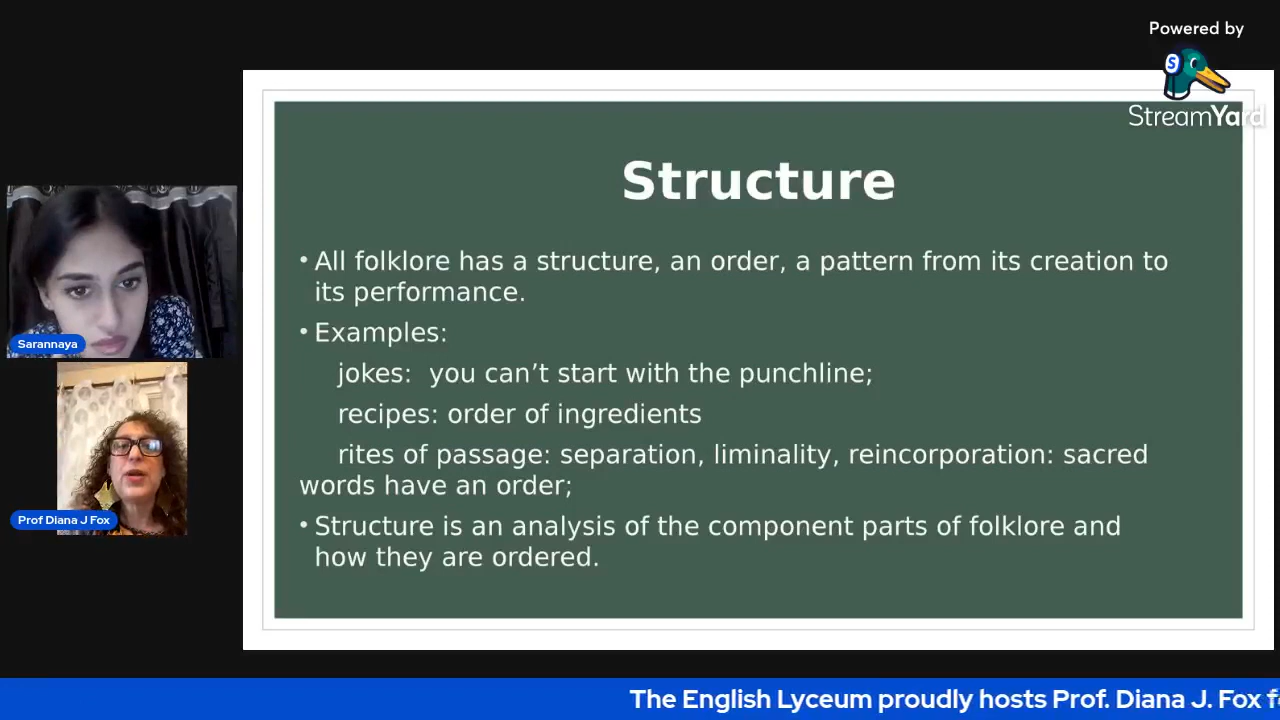 Powered by
S
StreamYard
Structure
• All folklore has a structure, an order, a pattern from its creation to
its performance.
• Examples:
jokes:  you can’t start with the punchline;
recipes: order of ingredients
rites of passage: separation, liminality, reincorporation: sacred
words have an order;
• Structure is an analysis of the component parts of folklore and
how they are ordered.
Sarannaya
Prof Diana J Fox
The English Lyceum proudly hosts Prof. Diana J. Fox f